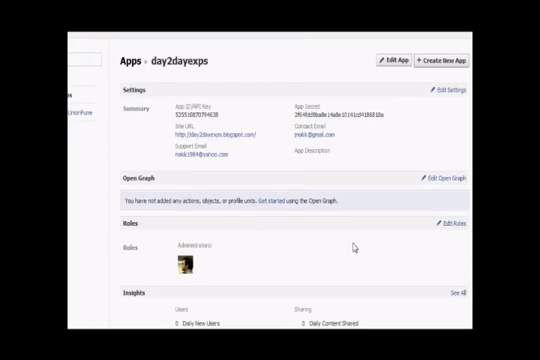 Apps › day2dayexps
Edit App
+ Create New App
Settings
Edit Settings
Summary
App ID/API Key
App Secret
Site URL
Contact Email
http://day2dayexps.blogspot.com/
Support Email
App Description
Open Graph
Edit Open Graph
You have not added any actions, objects, or profile units. Get started using the Open Graph.
Roles
Edit Roles
Roles
Administrators:
Insights
See All
Users
Sharing
0 Daily New Users
0 Daily Content Shared